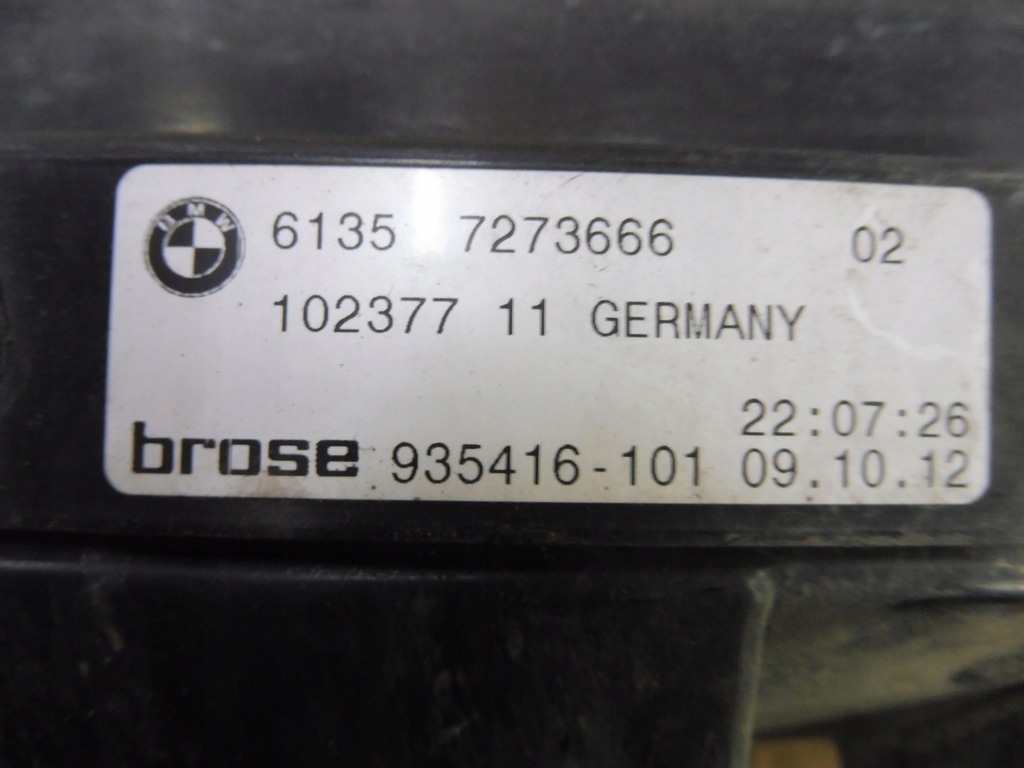 BMW
6135 7273666 02
102377 11 GERMANY
22:07:26
brose 935416-101 09.10.12